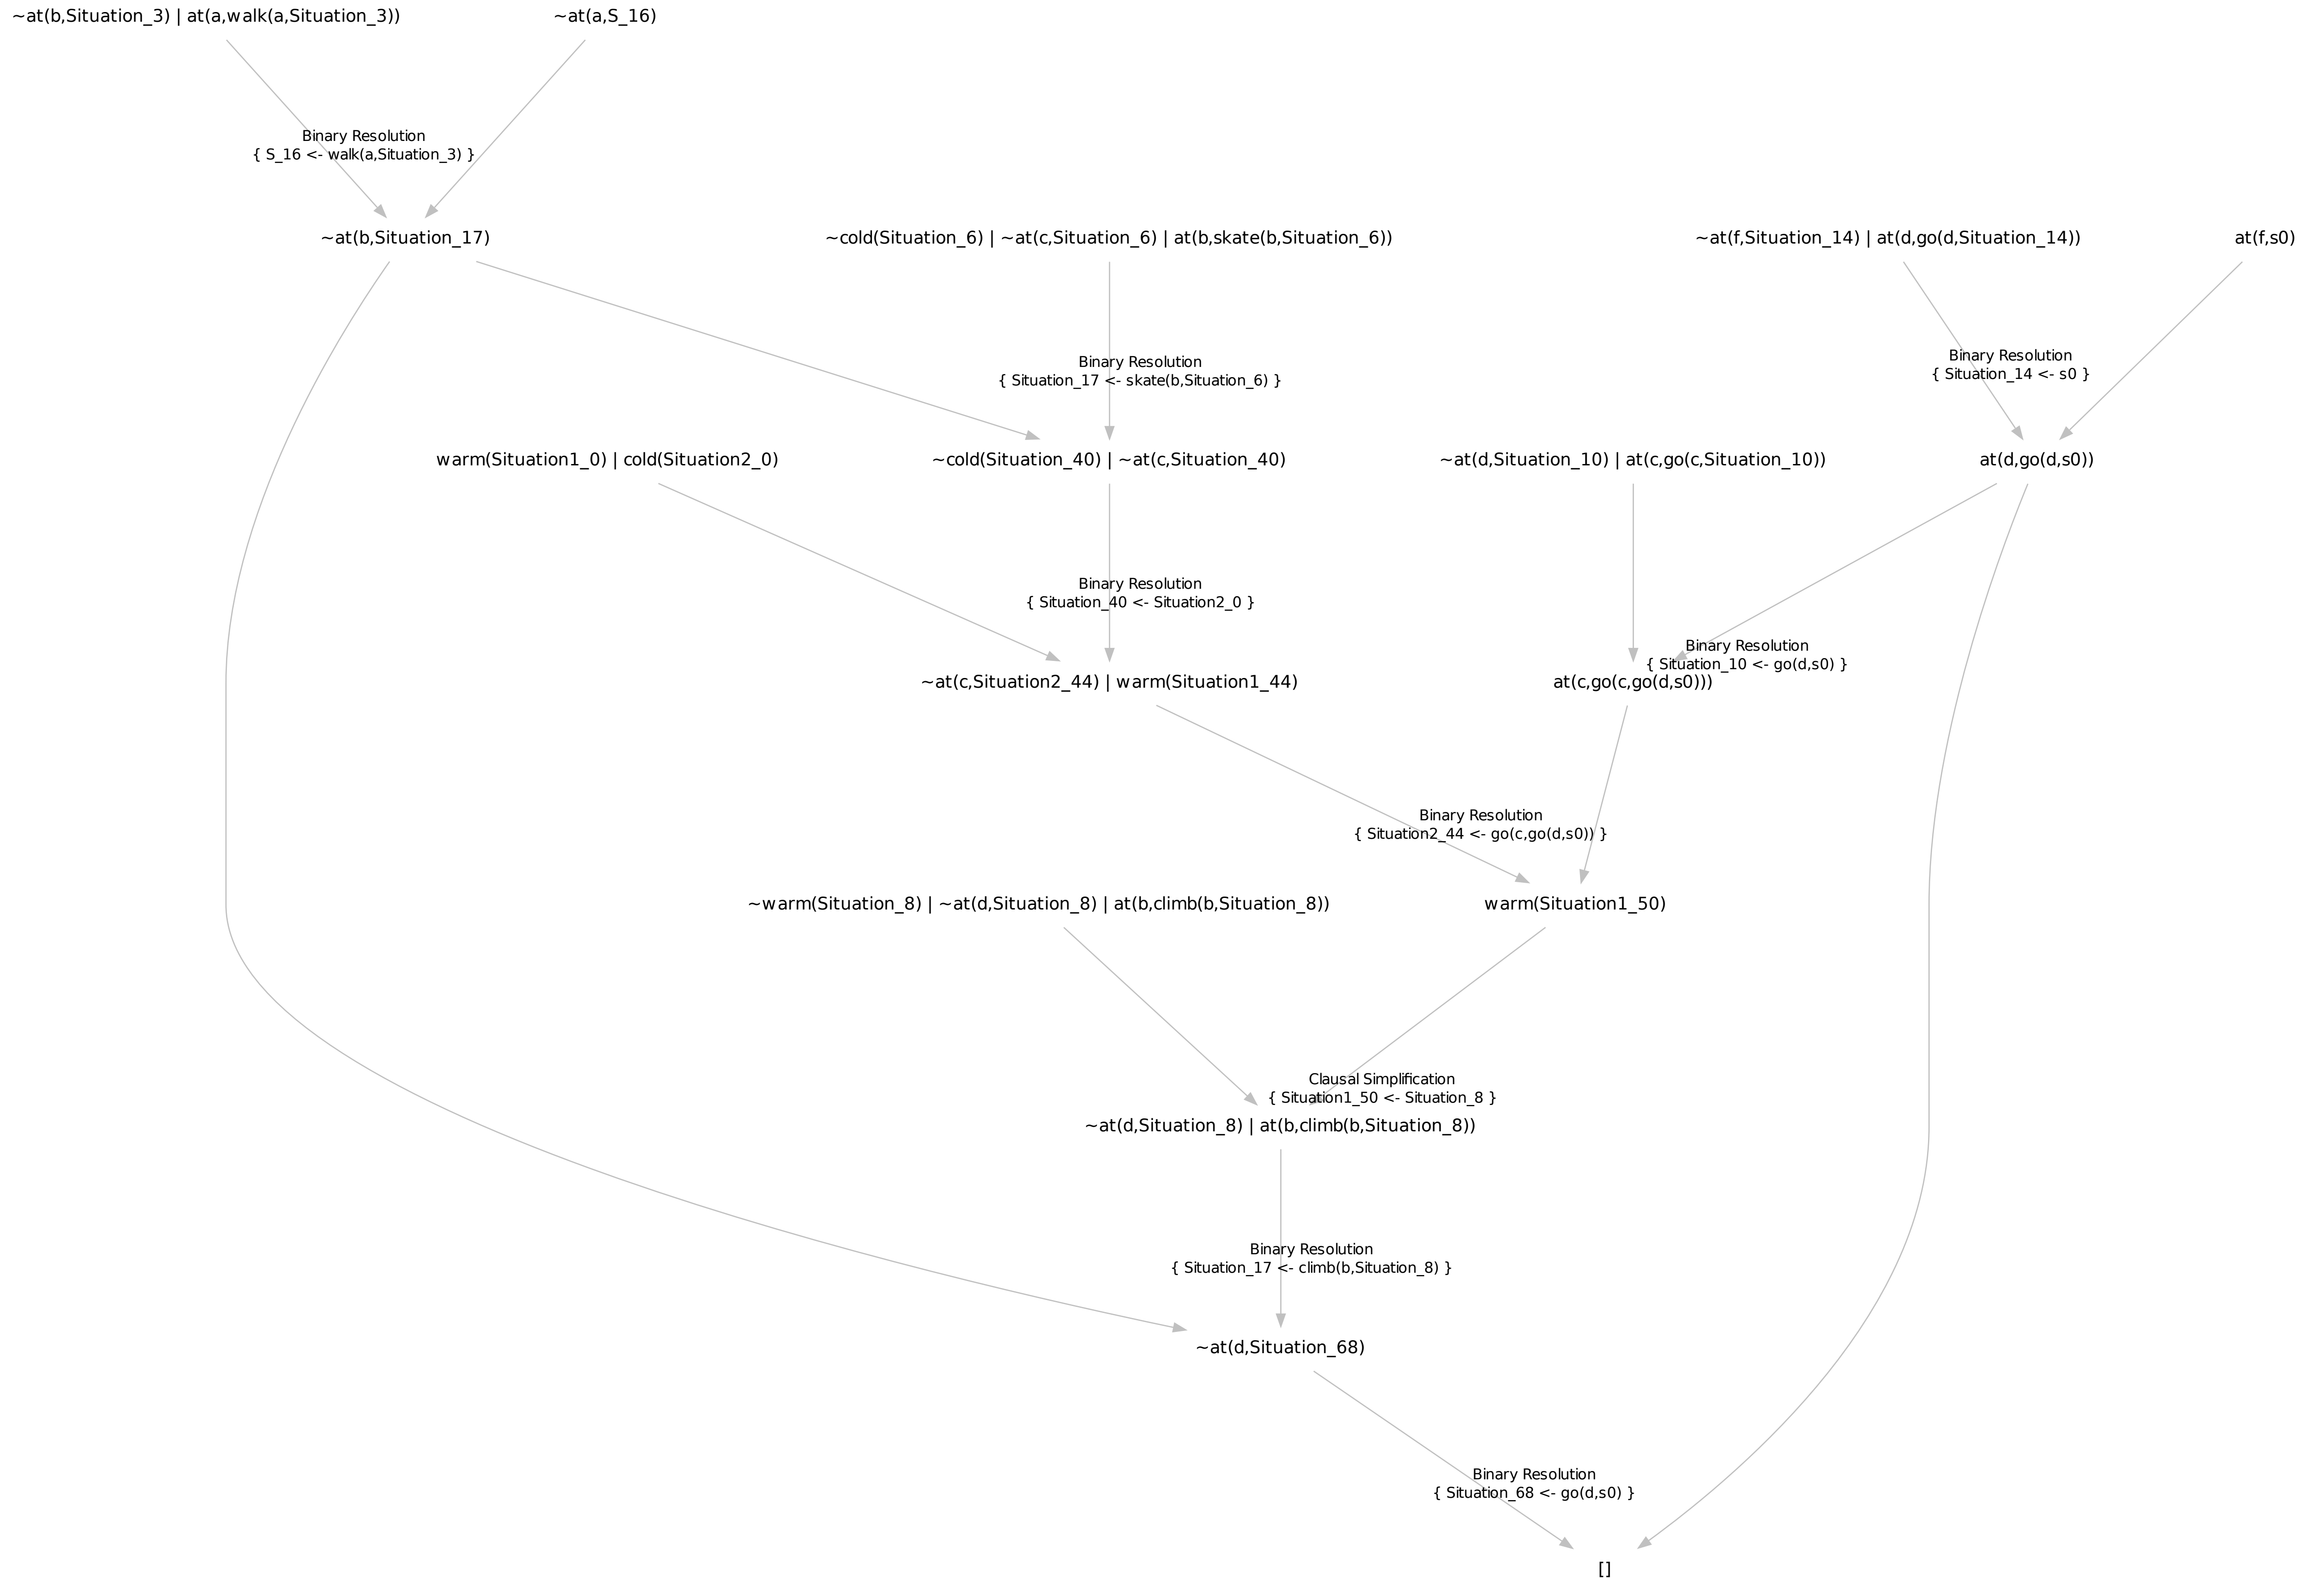 ~at(b,Situation_3) | at(a,walk(a,Situation_3))
~at(a,S_16)
Binary Resolution
{ S_16 <- walk(a,Situation_3) }
~at(b,Situation_17)
~cold(Situation_6) | ~at(c,Situation_6) | at(b,skate(b,Situation_6))
~at(f,Situation_14) | at(d,go(d,Situation_14))
at(f,s0)
Binary Resolution
{ Situation_17 <- skate(b,Situation_6) }
Binary Resolution
{ Situation_14 <- s0 }
warm(Situation1_0) | cold(Situation2_0)
~cold(Situation_40) | ~at(c,Situation_40)
~at(d,Situation_10) | at(c,go(c,Situation_10))
at(d,go(d,s0))
Binary Resolution
{ Situation_40 <- Situation2_0 }
Binary Resolution
{ Situation_10 <- go(d,s0) }
~at(c,Situation2_44) | warm(Situation1_44)
at(c,go(c,go(d,s0)))
Binary Resolution
{ Situation2_44 <- go(c,go(d,s0)) }
~warm(Situation_8) | ~at(d,Situation_8) | at(b,climb(b,Situation_8))
warm(Situation1_50)
Clausal Simplification
{ Situation1_50 <- Situation_8 }
~at(d,Situation_8) | at(b,climb(b,Situation_8))
Binary Resolution
{ Situation_17 <- climb(b,Situation_8) }
~at(d,Situation_68)
Binary Resolution
{ Situation_68 <- go(d,s0) }
[]